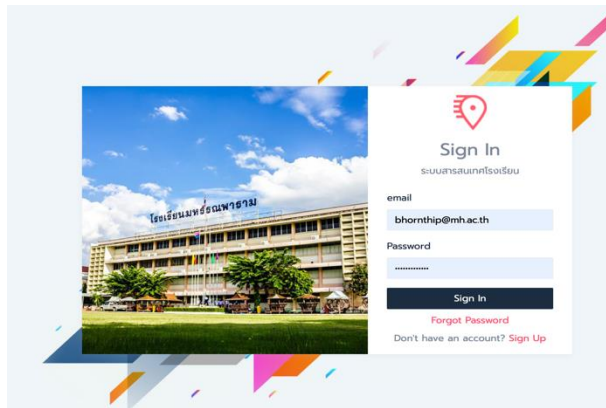 โรงเรียนมหรรณพาราม
Sign In
ระบบสารสนเทศโรงเรียน
email
bhornthip@mh.ac.th
Password
Sign In
Forgot Password
Don't have an account? Sign Up